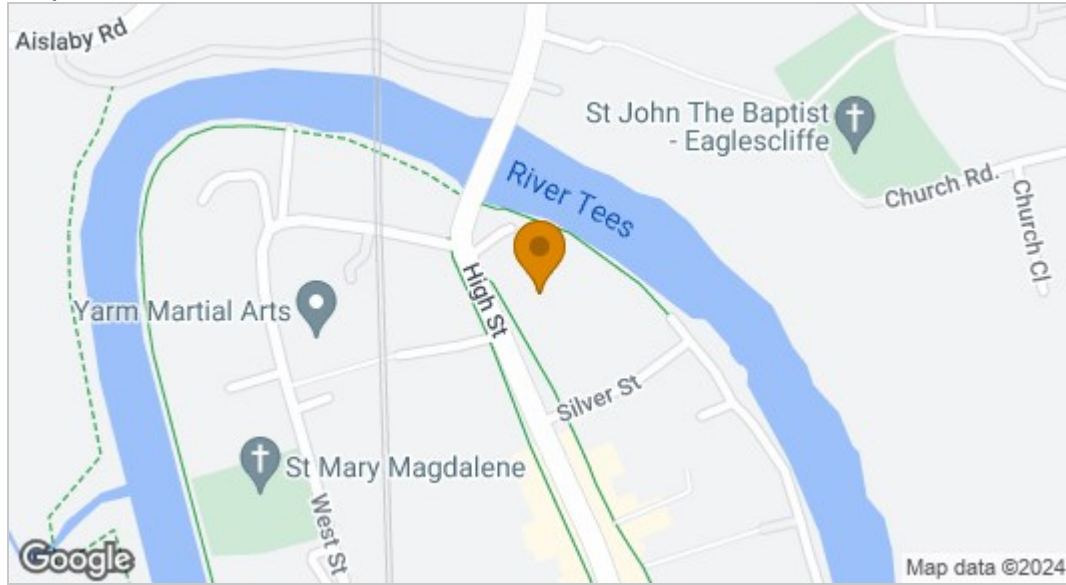 Aislaby Rd
St John The Baptist
- Eaglescliffe
River Tees
Church Rd.
Church Cl
High St
Yarm Martial Arts
Silver St
St Mary Magdalene
West St
Google
Map data ©2024